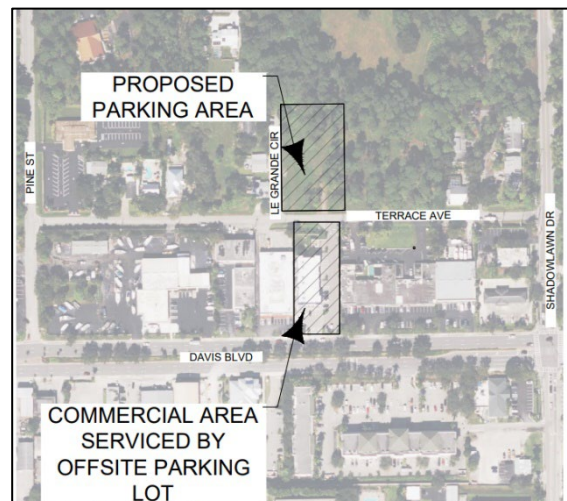 PROPOSED
PARKING AREA
PINE ST
LE GRANDE CIR
TERRACE AVE
SHADOWLAWN DR
DAVIS BLVD
COMMERCIAL AREA
SERVICED BY
OFFSITE PARKING
LOT